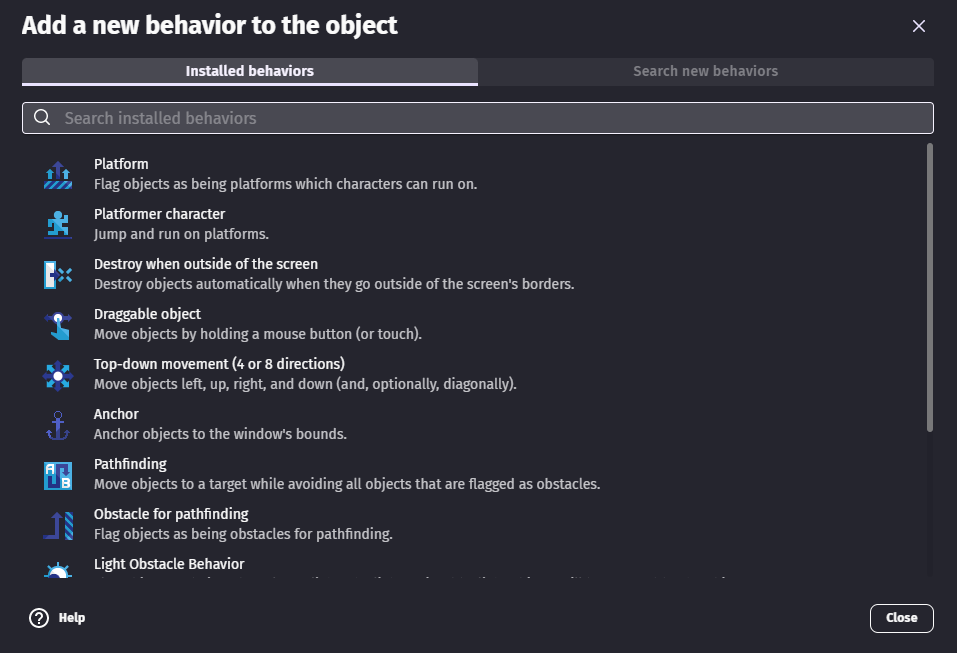 Add a new behavior to the object
Installed behaviors
Search new behaviors
Search installed behaviors
Platform
Flag objects as being platforms which characters can run on.
Platformer character
Jump and run on platforms.
Destroy when outside of the screen
Destroy objects automatically when they go outside of the screen's borders.
Draggable object
Move objects by holding a mouse button (or touch).
Top-down movement (4 or 8 directions)
Move objects left, up, right, and down (and, optionally, diagonally).
Anchor
Anchor objects to the window's bounds.
Pathfinding
Move objects to a target while avoiding all objects that are flagged as obstacles.
Obstacle for pathfinding
Flag objects as being obstacles for pathfinding.
Light Obstacle Behavior
Help
Close